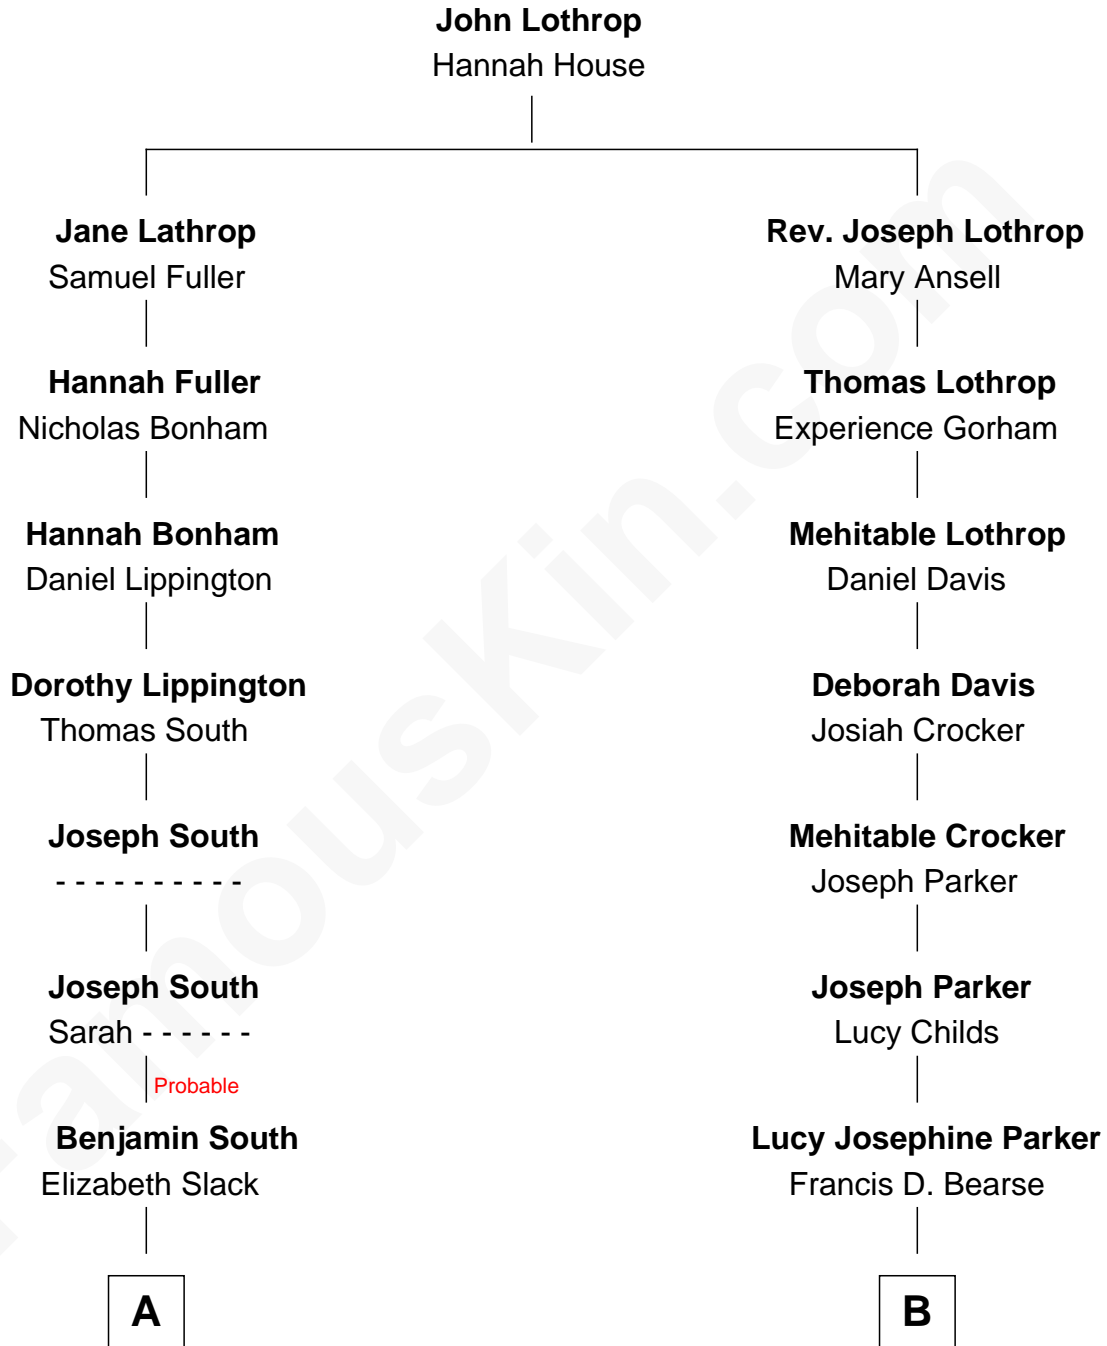 John Lothrop
Hannah House
Jane Lathrop
Samuel Fuller
Rev. Joseph Lothrop
Mary Ansell
Hannah Fuller
Nicholas Bonham
Thomas Lothrop
Experience Gorham
Hannah Bonham
Daniel Lippington
Mehitable Lothrop
Daniel Davis
Dorothy Lippington
Thomas South
Deborah Davis
Josiah Crocker
Joseph South
- - - - - - - - - -
Mehitable Crocker
Joseph Parker
Joseph South
Sarah - - - - - -
Joseph Parker
Lucy Childs
Probable
Benjamin South
Elizabeth Slack
Lucy Josephine Parker
Francis D. Bearse
A
B
FamousKin.com